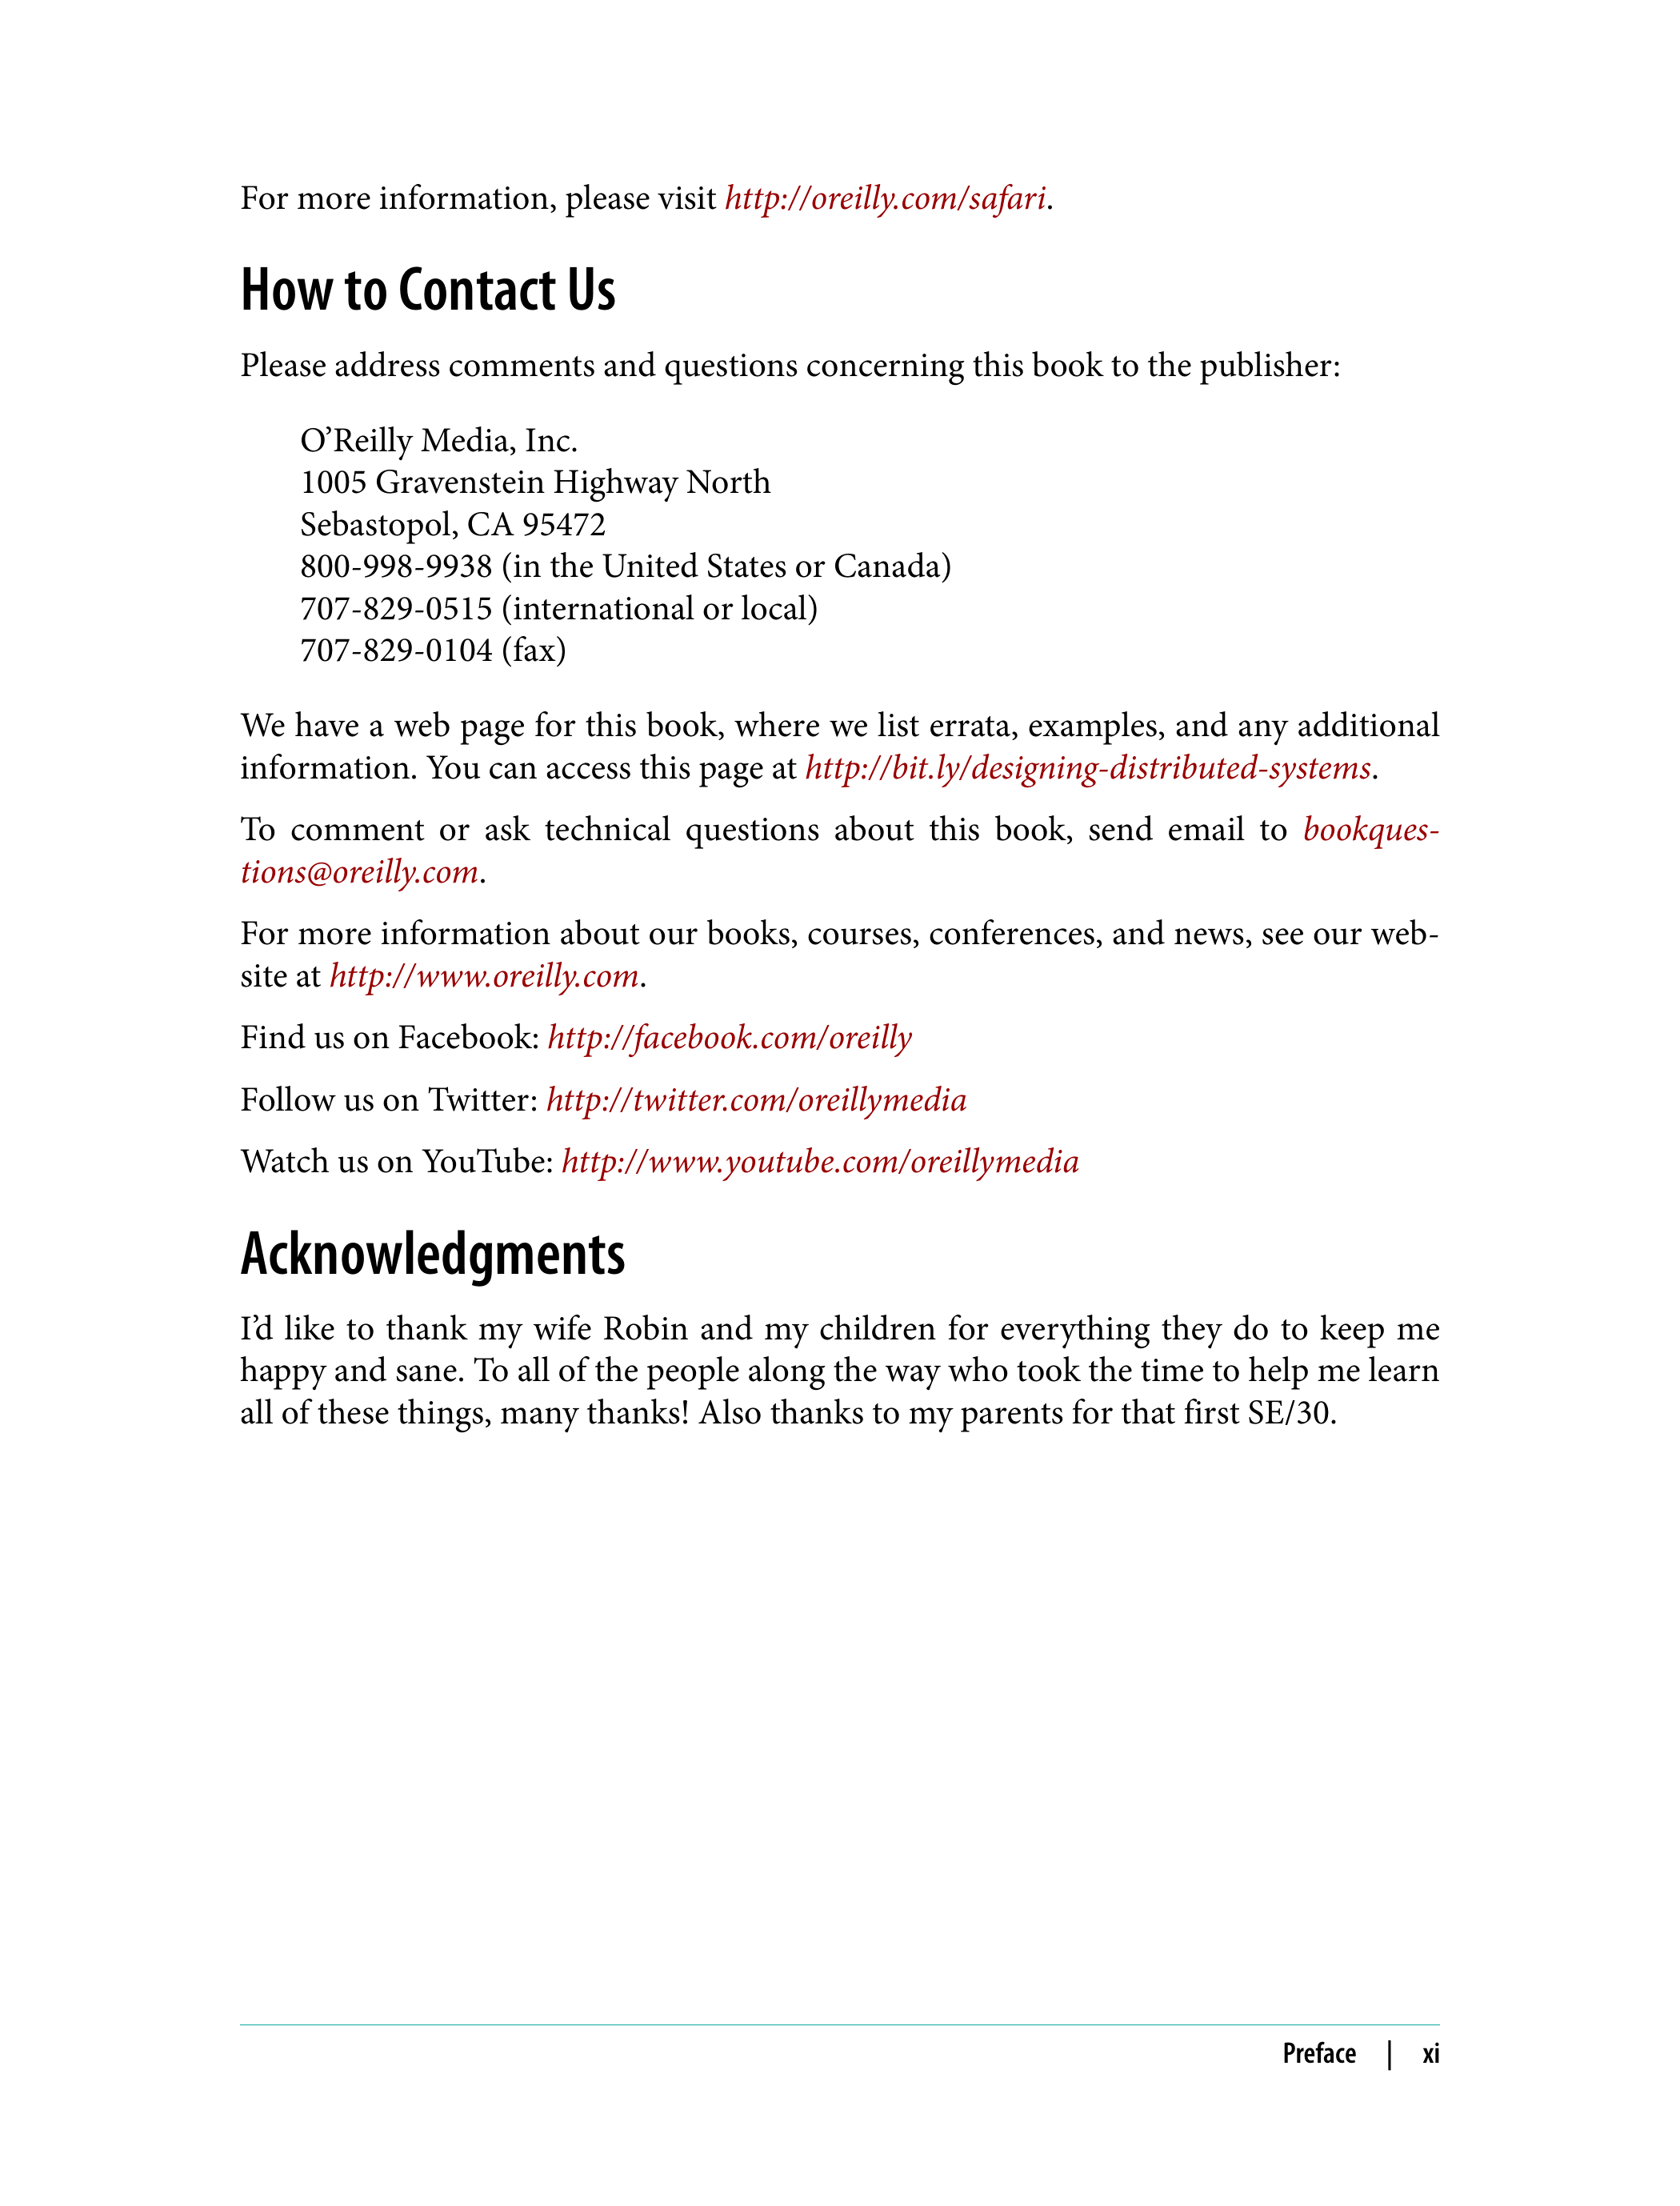 For more information, please visit http://oreilly.com/safari.
How to Contact Us
Please address comments and questions concerning this book to the publisher:
O’Reilly Media, Inc.
1005 Gravenstein Highway North
Sebastopol, CA 95472
800-998-9938 (in the United States or Canada)
707-829-0515 (international or local)
707-829-0104 (fax)
We have a web page for this book, where we list errata, examples, and any additional
information. You can access this page at http://bit.ly/designing-distributed-systems.
To comment or ask technical questions about this book, send email to bookques-
tions@oreilly.com.
For more information about our books, courses, conferences, and news, see our web-
site at http://www.oreilly.com.
Find us on Facebook: http://facebook.com/oreilly
Follow us on Twitter: http://twitter.com/oreillymedia
Watch us on YouTube: http://www.youtube.com/oreillymedia
Acknowledgments
I’d like to thank my wife Robin and my children for everything they do to keep me
happy and sane. To all of the people along the way who took the time to help me learn
all of these things, many thanks! Also thanks to my parents for that first SE/30.
Preface | xi